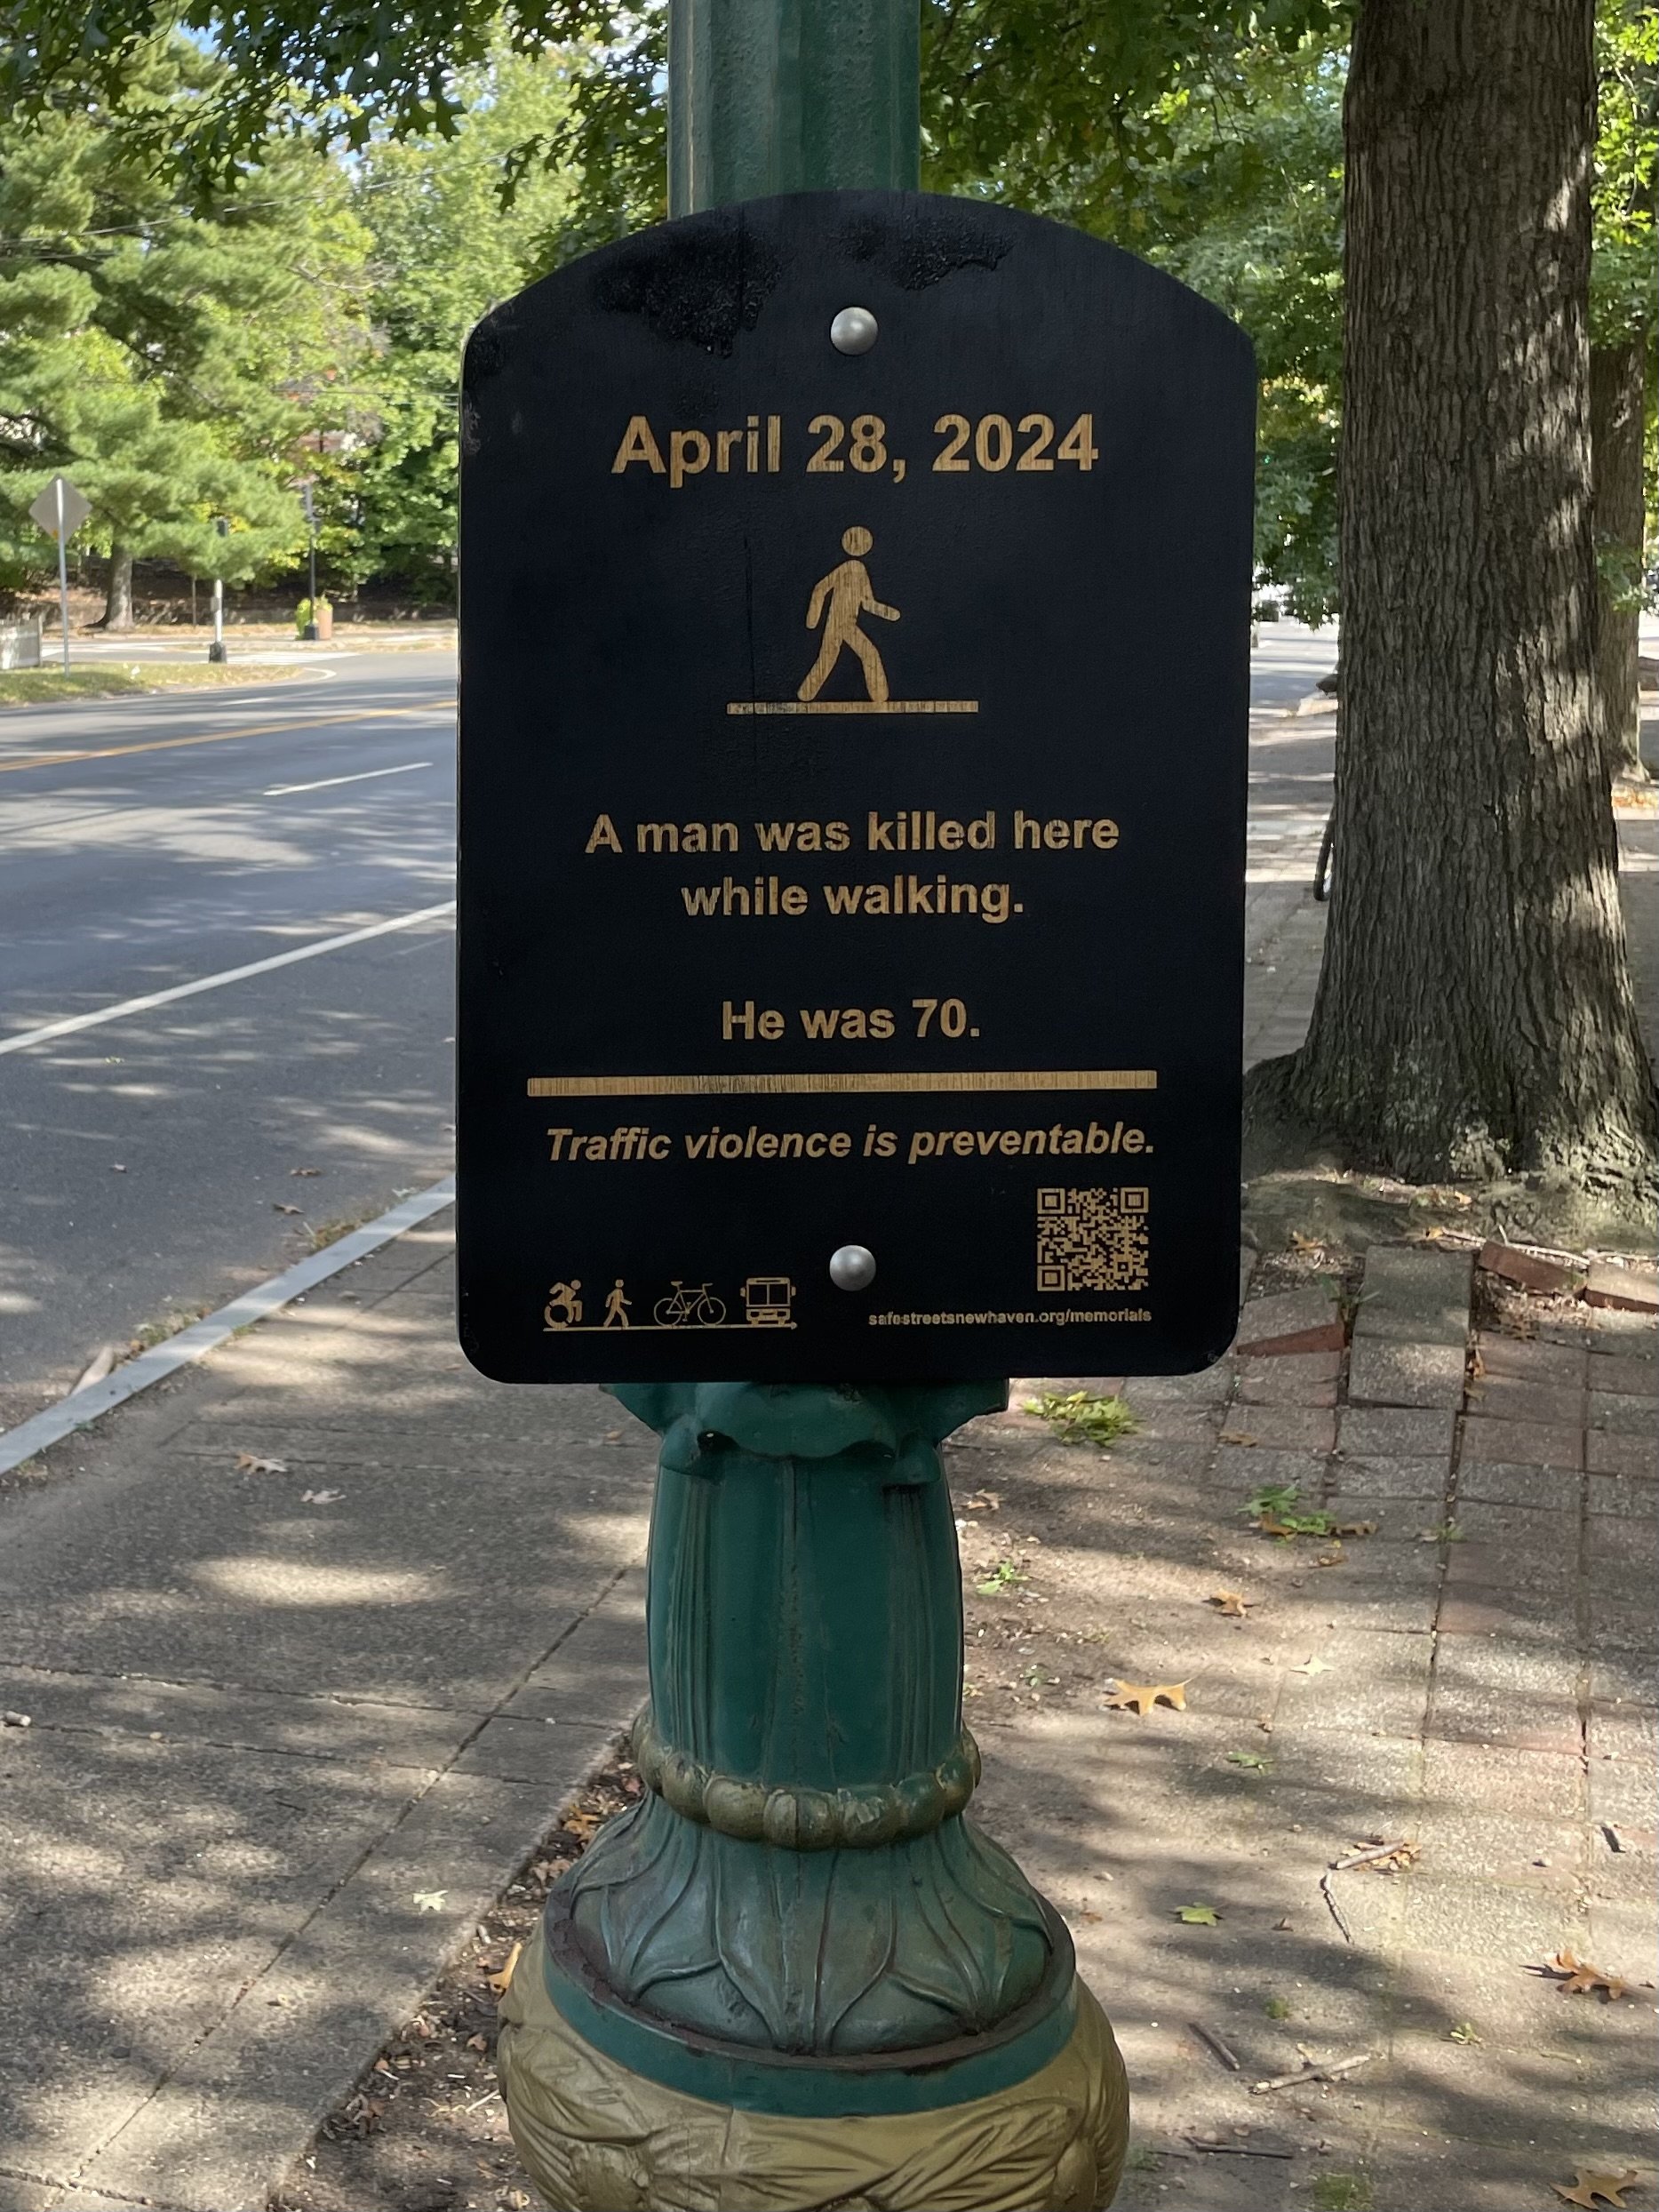 April 28, 2024
A man was killed here
while walking.
He was 70.
Traffic violence is preventable.
safestreetsnewhaven.org/memorials